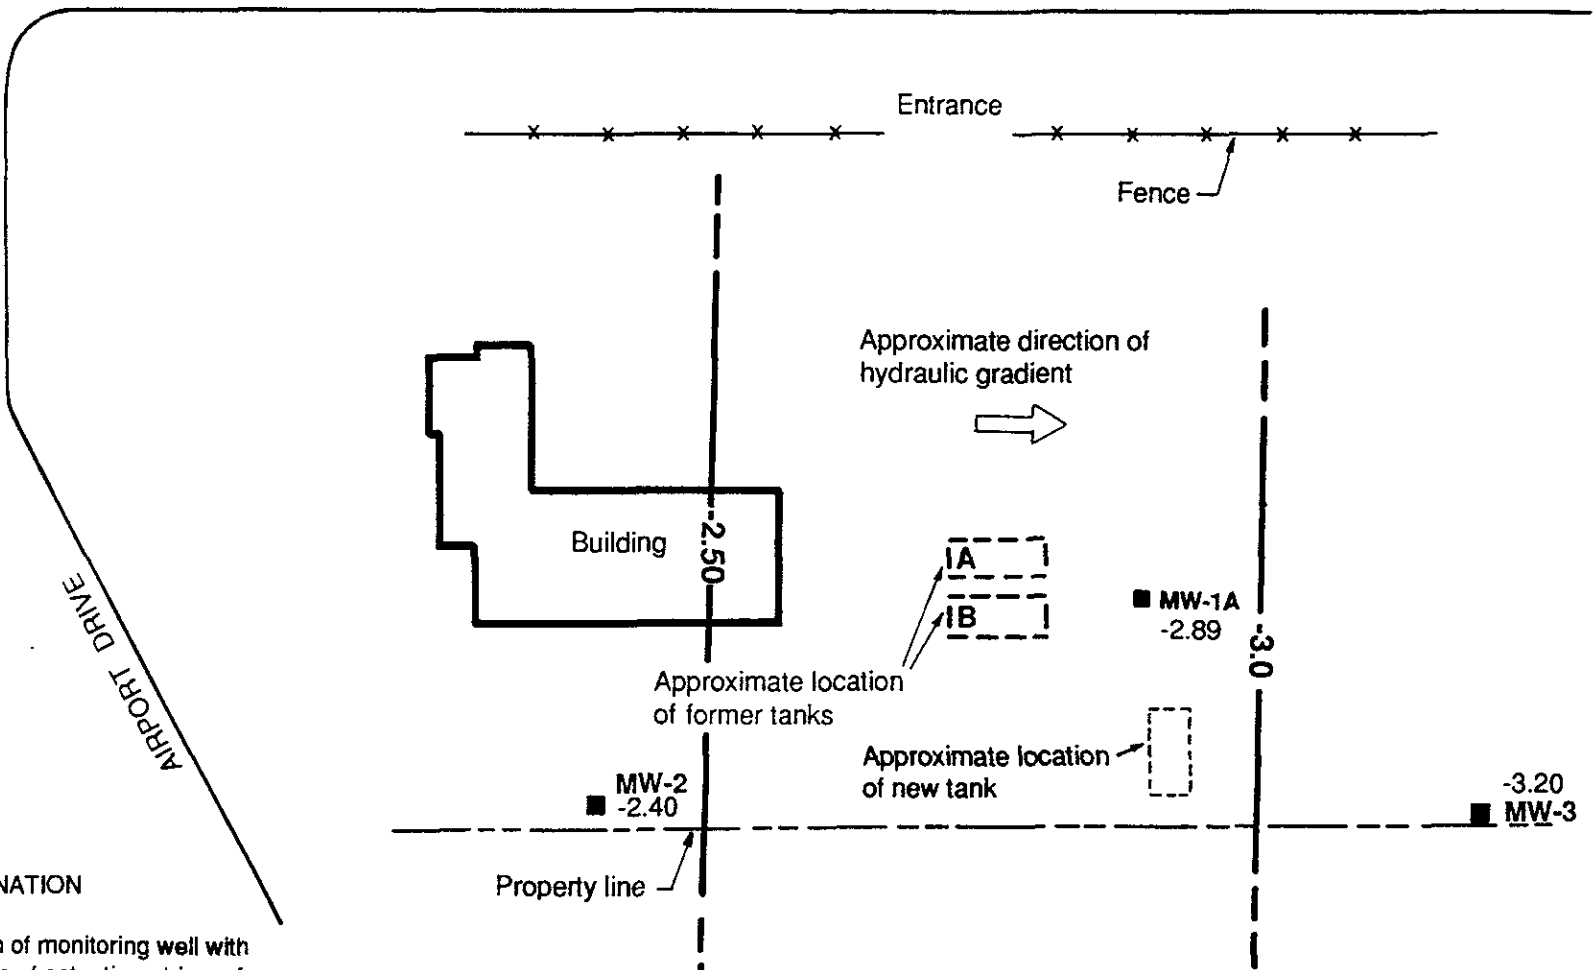 Entrance
Fence
Approximate direction of
hydraulic gradient
-2.50
Building
A
B
MW-1A
-2.89
-3.0
AIRPORT DRIVE
Approximate location
of former tanks
Approximate location
of new tank
MW-2
-2.40
-3.20
MW-3
Property line
NATION
of monitoring well with